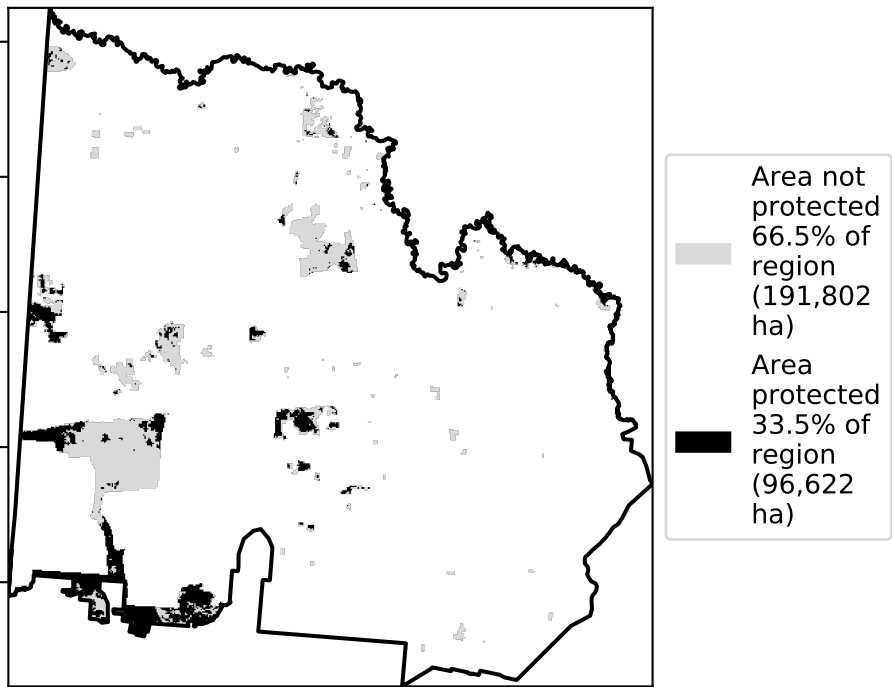 Area not
protected
66.5% of
region
(191,802
ha)
Area
protected
33.5% of
region
(96,622
ha)